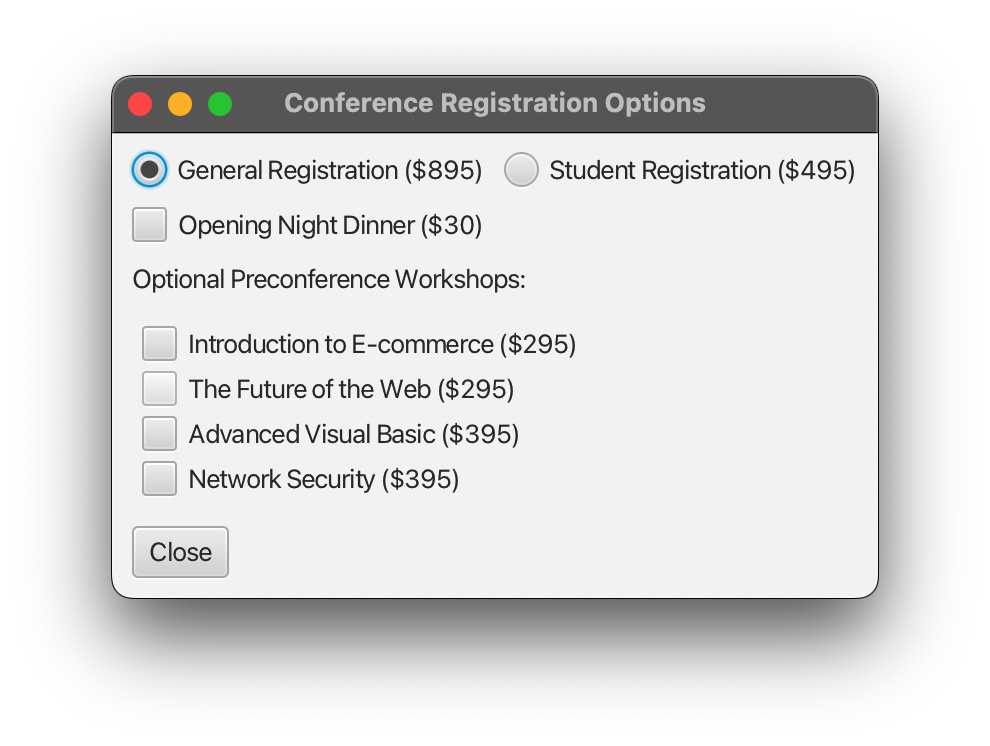 Conference Registration Options
General Registration ($895) Student Registration ($495)
Opening Night Dinner ($30)
Optional Preconference Workshops:
Introduction to E-commerce ($295)
The Future of the Web ($295)
Advanced Visual Basic ($395)
Network Security ($395)
Close